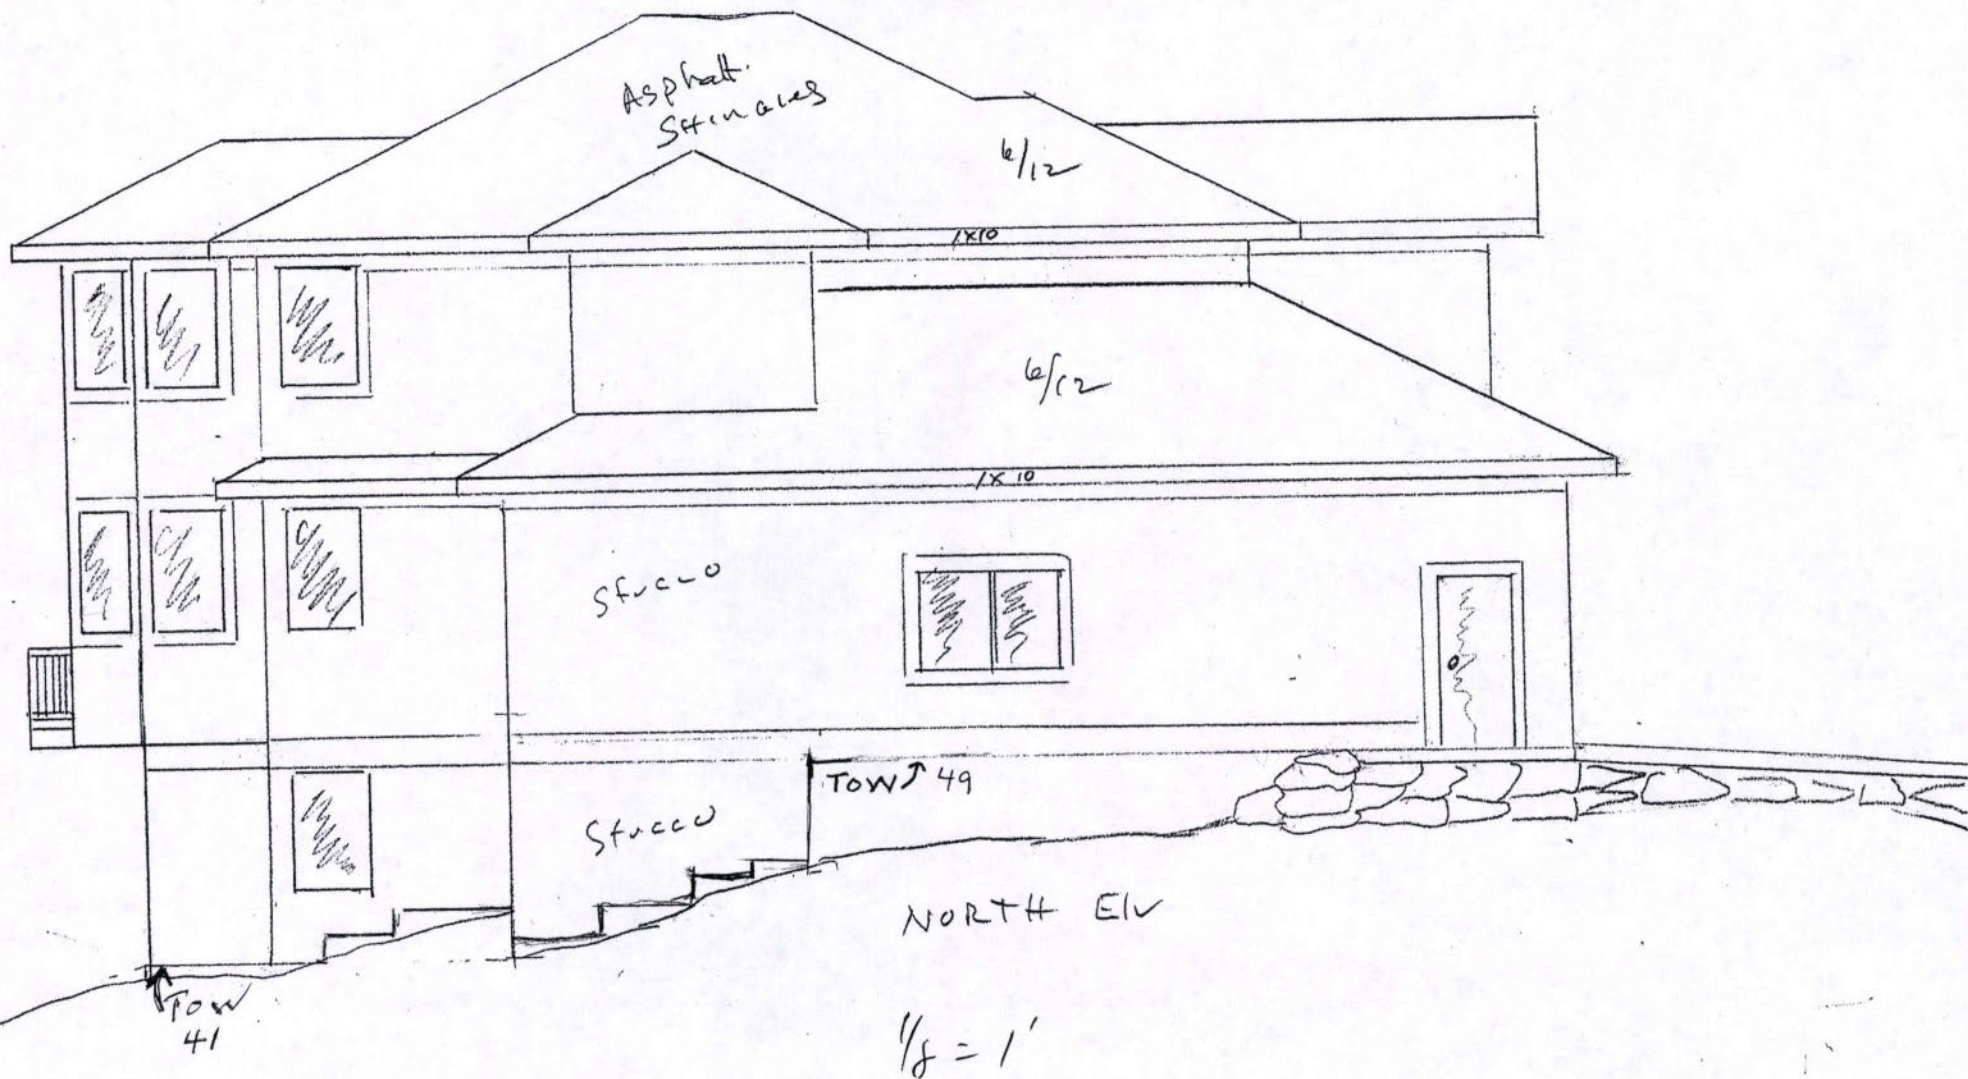 Asphalt
Shingles
6/12
1x10
6/12
1x10
Stucco
TOW 49
Stucco
NORTH Elv
TOW
41
1/8 = 1'